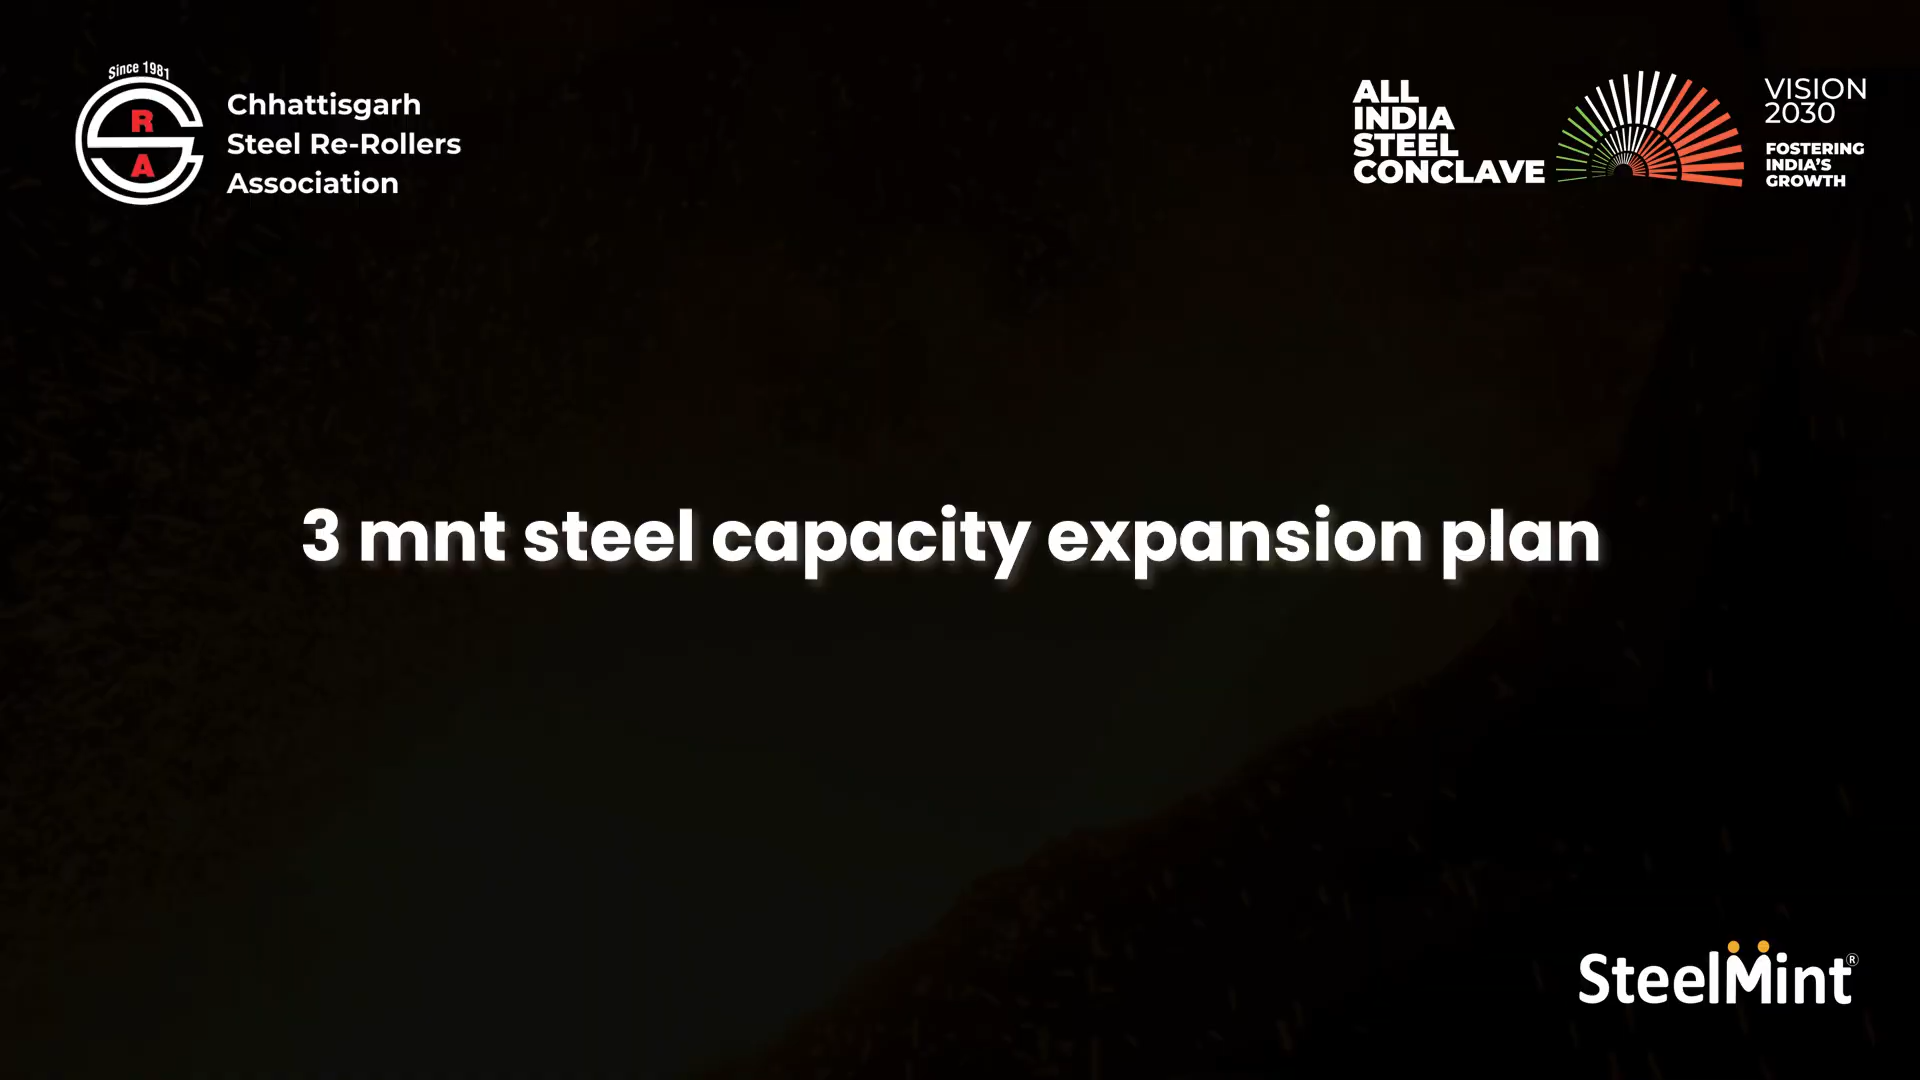 Since 1981
R
A
Chhattisgarh
Steel Re-Rollers
Association
ALL
INDIA
STEEL
CONCLAVE
VISION
2030
FOSTERING
INDIA'S
GROWTH
3 mnt steel capacity expansion plan
SteelMint®